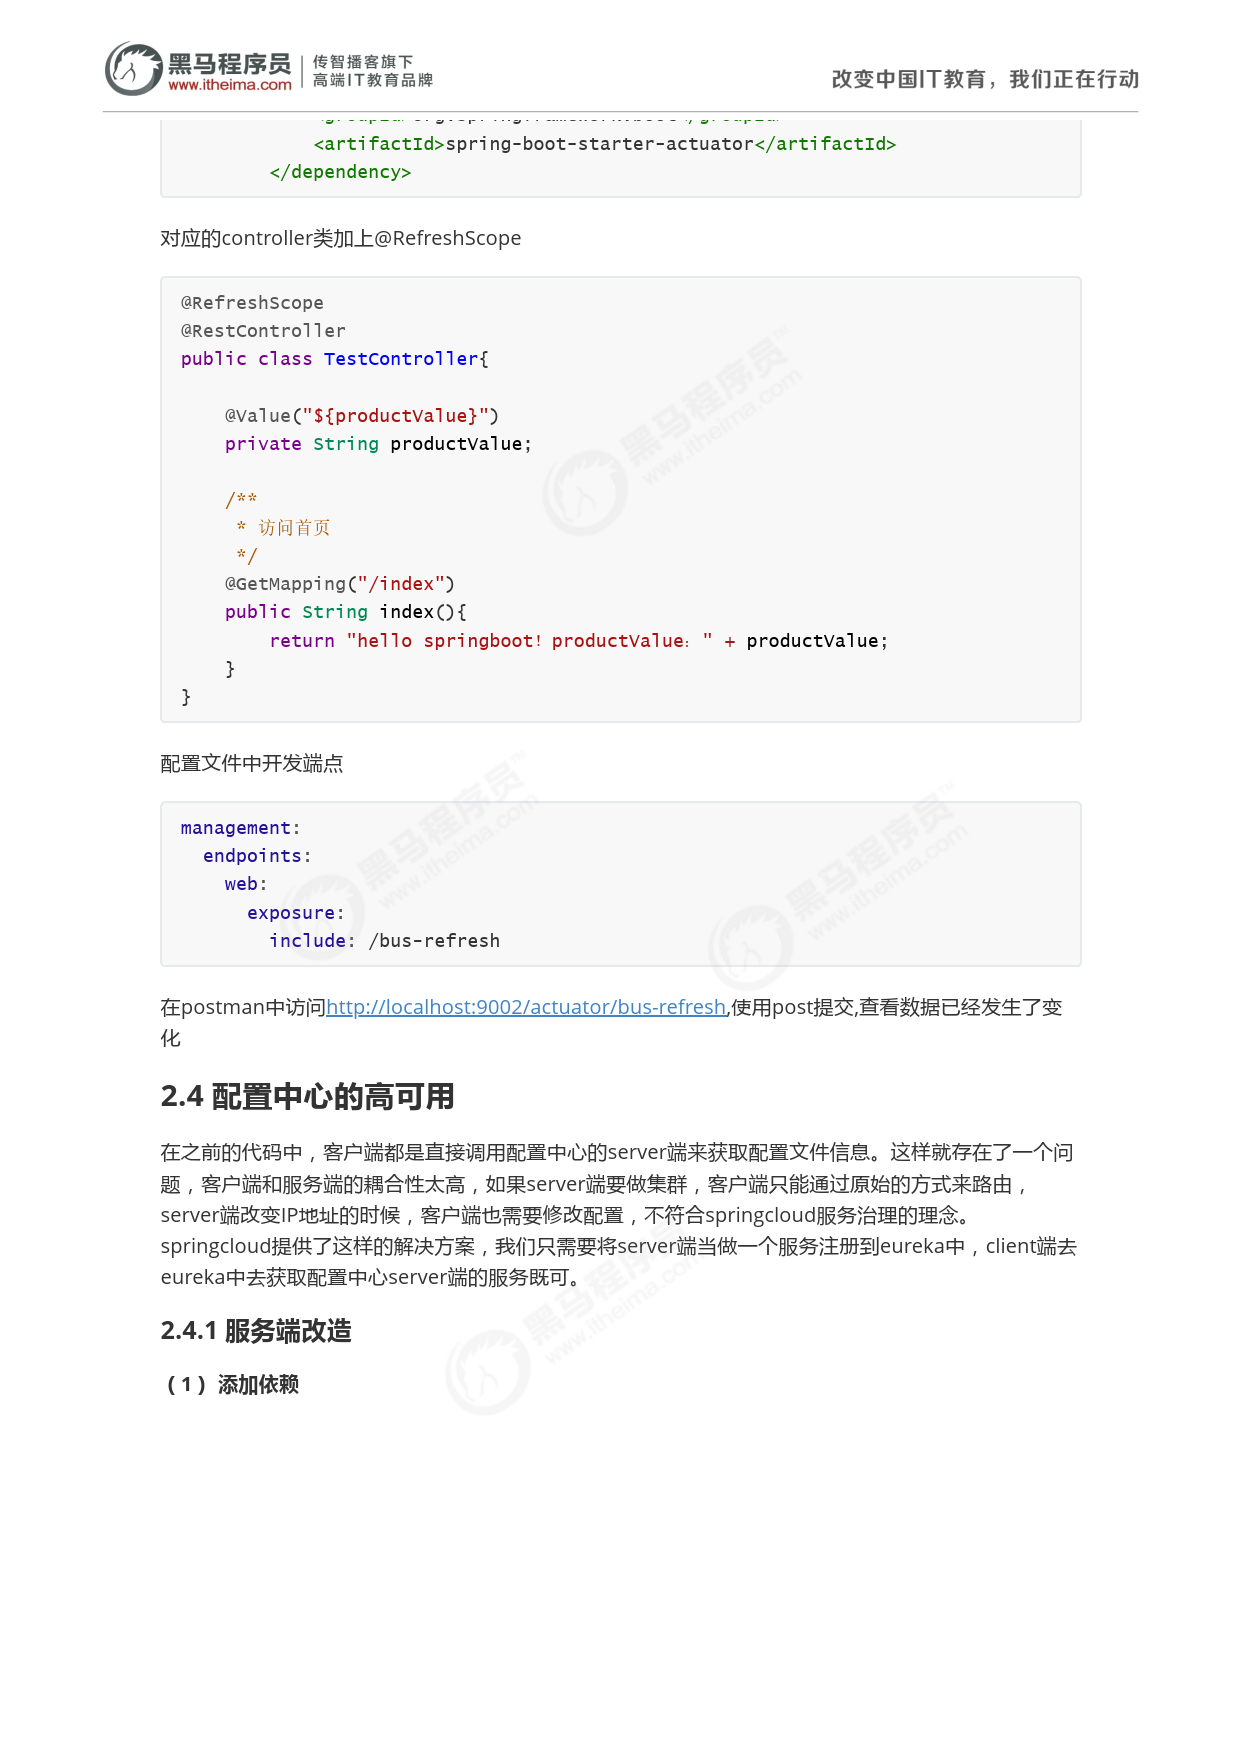 黑马程序员
www.itheima.com
传智播客旗下
高端IT教育品牌
改变中国IT教育，我们正在行动
<artifactId>spring-boot-starter-actuator</artifactId>
</dependency>
对应的controller类加上@RefreshScope
@RefreshScope
@RestController
public class TestController{
@Value("${productValue}")
private String productValue;
/**
* 访问首页
*/
@GetMapping("/index")
public String index(){
return "hello springboot！productValue：" + productValue;
}
}
配置文件中开发端点
management:
endpoints:
web:
exposure:
include: /bus-refresh
在postman中访问http://localhost:9002/actuator/bus-refresh,使用post提交,查看数据已经发生了变
化
2.4 配置中心的高可用
在之前的代码中，客户端都是直接调用配置中心的server端来获取配置文件信息。这样就存在了一个问
题，客户端和服务端的耦合性太高，如果server端要做集群，客户端只能通过原始的方式来路由，
server端改变IP地址的时候，客户端也需要修改配置，不符合springcloud服务治理的理念。
springcloud提供了这样的解决方案，我们只需要将server端当做一个服务注册到eureka中，client端去
eureka中去获取配置中心server端的服务既可。
2.4.1 服务端改造
（1） 添加依赖